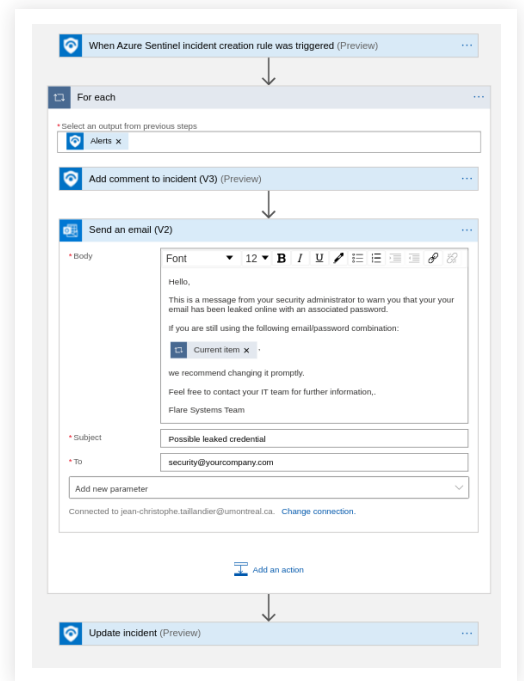 When Azure Sentinel incident creation rule was triggered (Preview)
For each
*Select an output from previous steps
Alerts x
Add comment to incident (V3) (Preview)
Send an email (V2)
*Body
Font 12 B I U
Hello,
This is a message from your security administrator to warn you that your your
email has been leaked online with an associated password.
If you are still using the following email/password combination:
Current item x .
we recommend changing it promptly.
Feel free to contact your IT team for further information,.
Flare Systems Team
*Subject
Possible leaked credential
*To
security@yourcompany.com
Add new parameter
Connected to jean-christophe.taillandier@umontreal.ca. Change connection.
Add an action
Update incident (Preview)